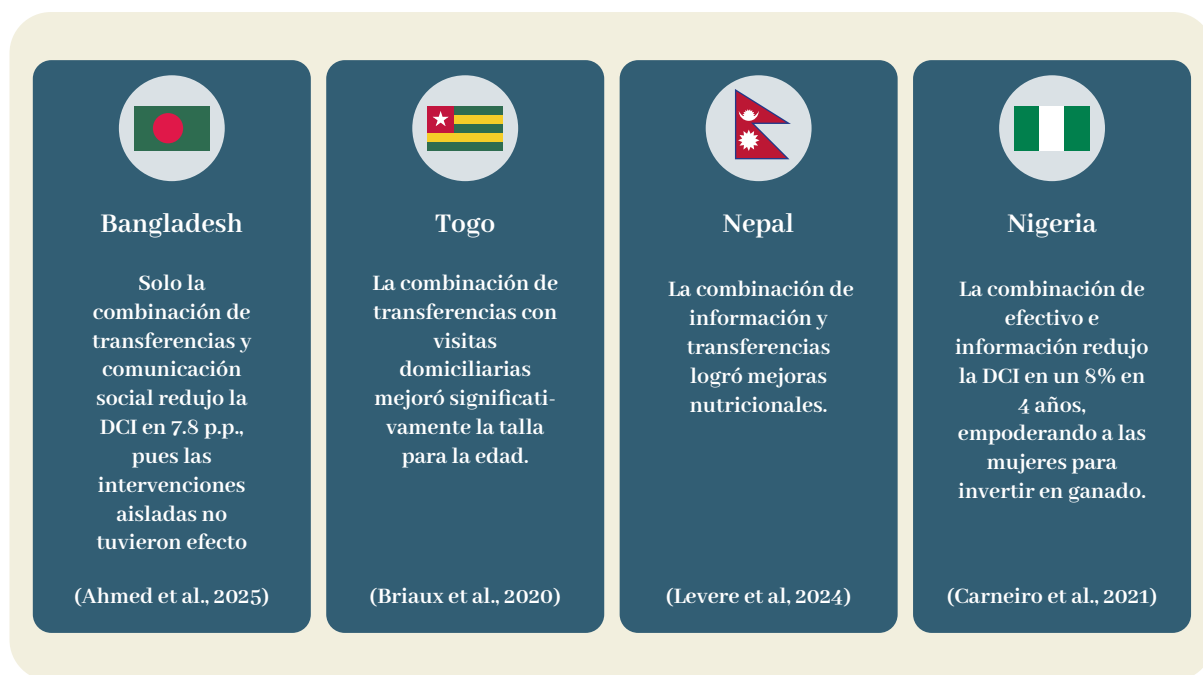 Bangladesh
Solo la
combinación de
transferencias y
comunicación
social redujo la
DCI en 7.8 p.p.,
pues las
intervenciones
aisladas no
tuvieron efecto
(Ahmed et al., 2025)
Togo
La combinación de
transferencias con
visitas
domiciliarias
mejoró significati-
vamente la talla
para la edad.
(Briaux et al., 2020)
Nepal
La combinación de
información y
transferencias
logró mejoras
nutricionales.
(Levere et al, 2024)
Nigeria
La combinación de
efectivo e
información redujo
la DCI en un 8% en
4 años,
empoderando a las
mujeres para
invertir en ganado.
(Carneiro et al., 2021)